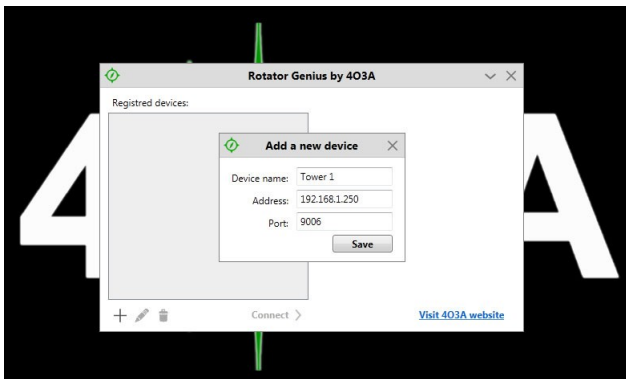 4 A
Rotator Genius by 4O3A
Registred devices:
Add a new device
Device name: Tower 1
Address: 192.168.1.250
Port: 9006
Save
Connect
Visit 4O3A website